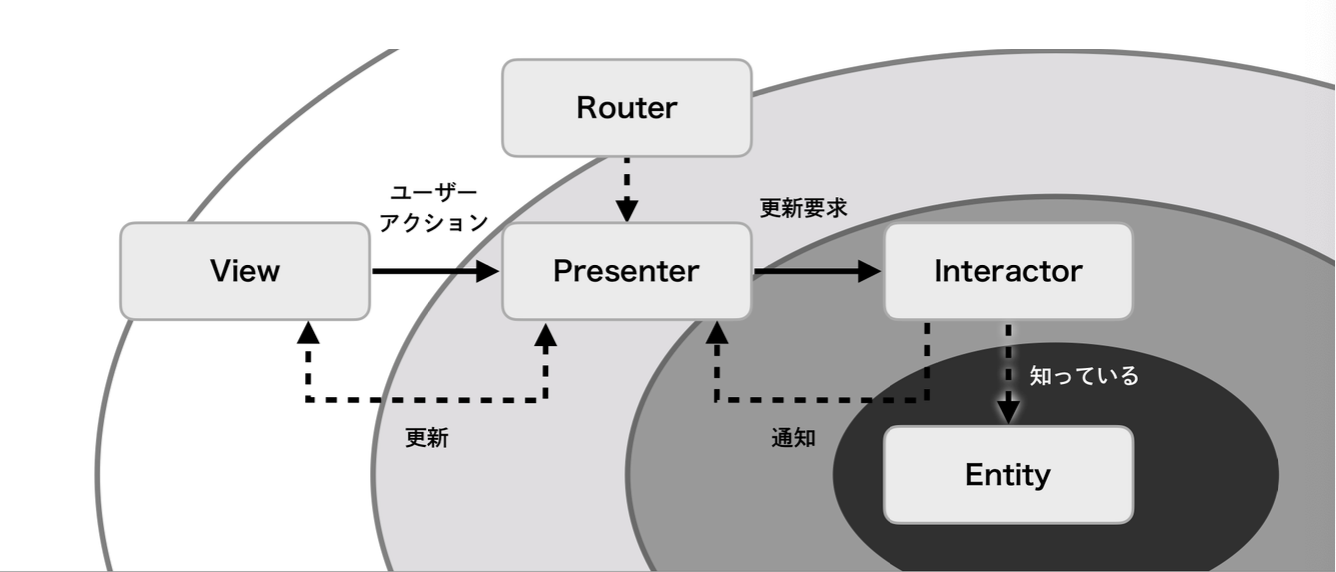 Router
ユーザー
アクション
更新要求
View
Presenter
Interactor
知っている
更新
通知
Entity